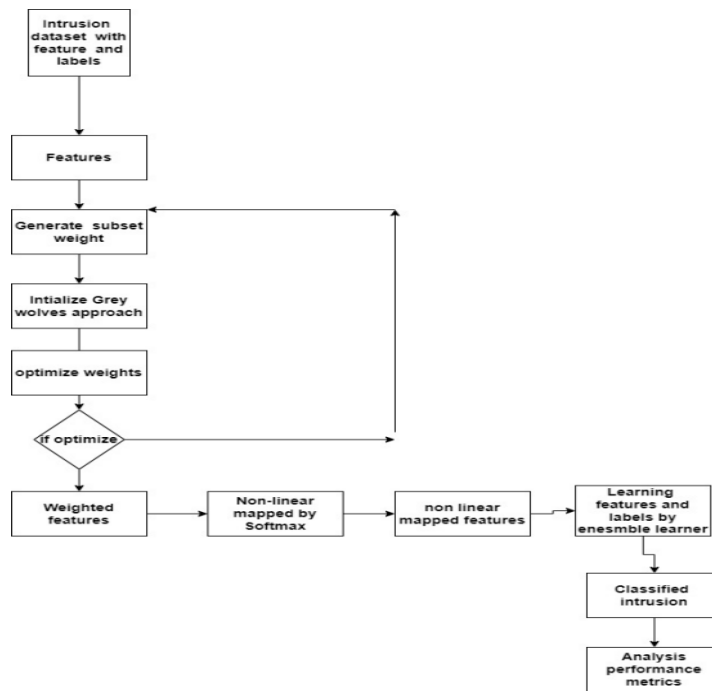 Intrusion
dataset with
feature and
labels
Features
Generate subset
weight
Intialize Grey
wolves approach
optimize weights
if optimize
Weighted
features
Non-linear
mapped by
Softmax
non linear
mapped features
Learning
features and
labels by
enesmble learner
Classified
intrusion
Analysis
performance
metrics